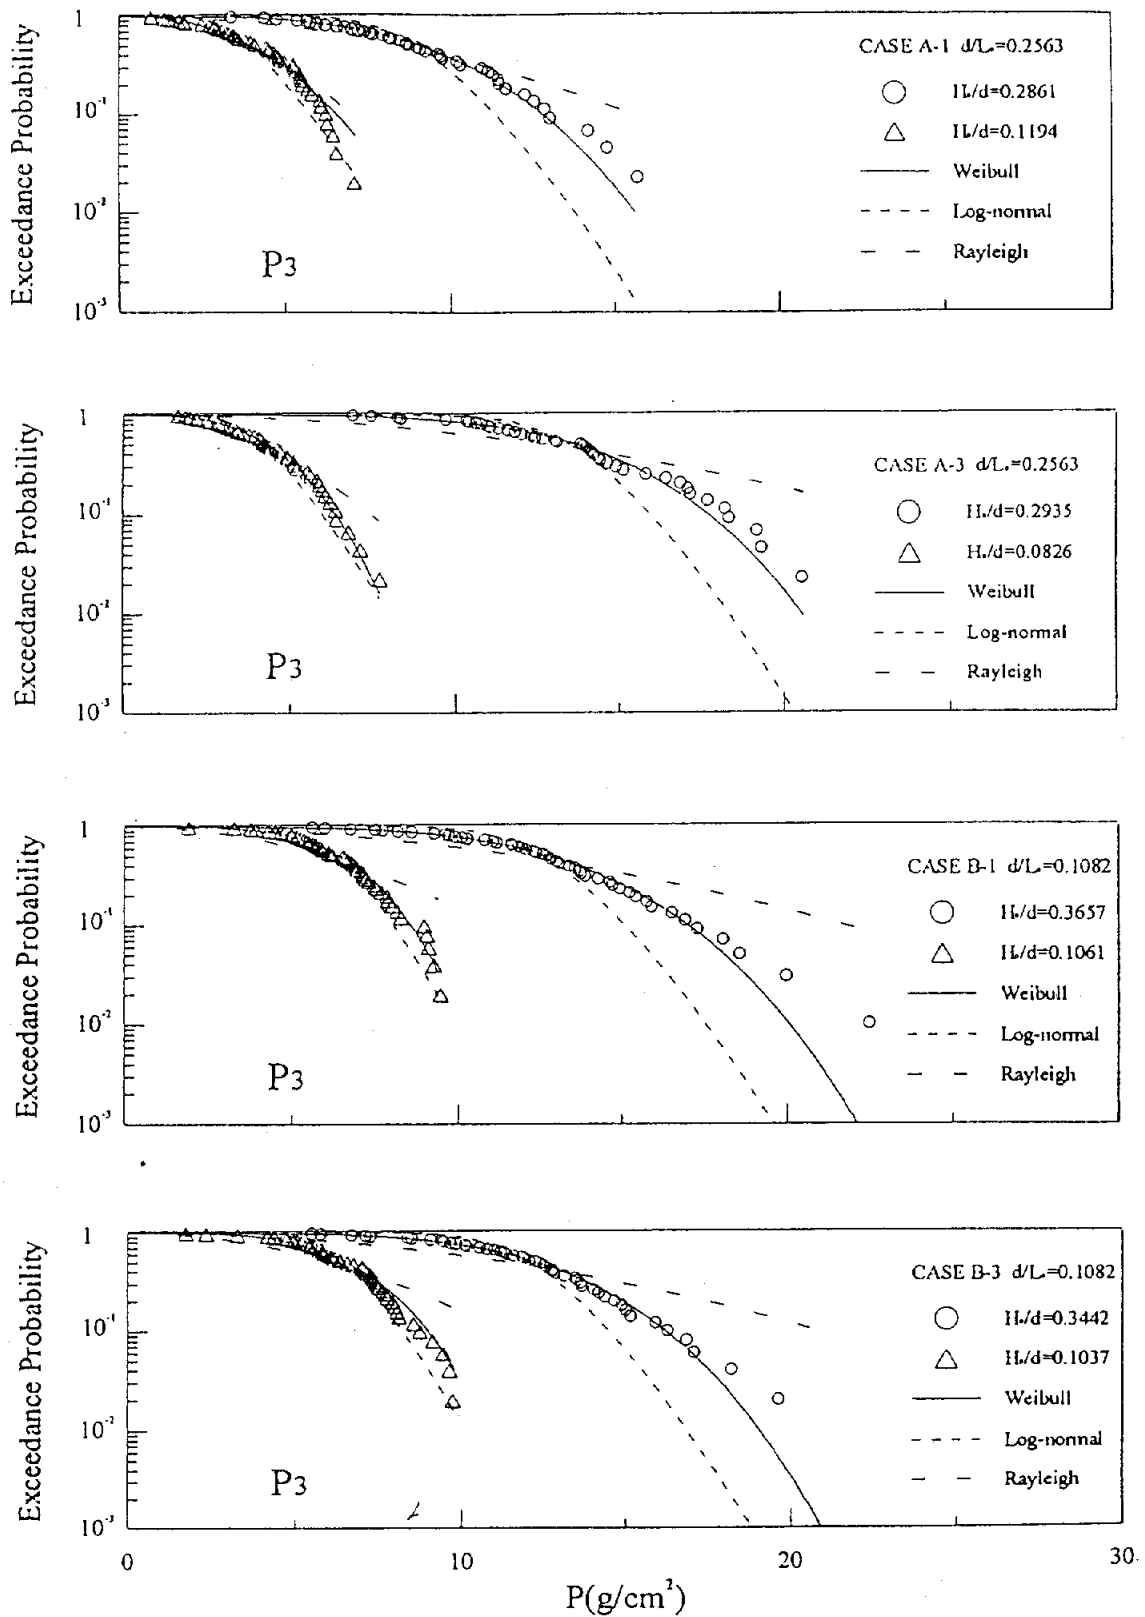 Exceedance Probability
1
10-1
10-2
10-3
P3
CASE A-1 d/L.=0.2563
H./d=0.2861
H./d=0.1194
Weibull
Log-normal
Rayleigh
Exceedance Probability
1
10-1
10-2
10-3
P3
CASE A-3 d/L.=0.2563
H./d=0.2935
H./d=0.0826
Weibull
Log-normal
Rayleigh
Exceedance Probability
1
10-1
10-2
10-3
P3
CASE B-1 d/L.=0.1082
H./d=0.3657
H./d=0.1061
Weibull
Log-normal
Rayleigh
Exceedance Probability
1
10-1
10-2
10-3
P3
CASE B-3 d/L.=0.1082
H./d=0.3442
H./d=0.1037
Weibull
Log-normal
Rayleigh
0 10 20 30
P(g/cm²)